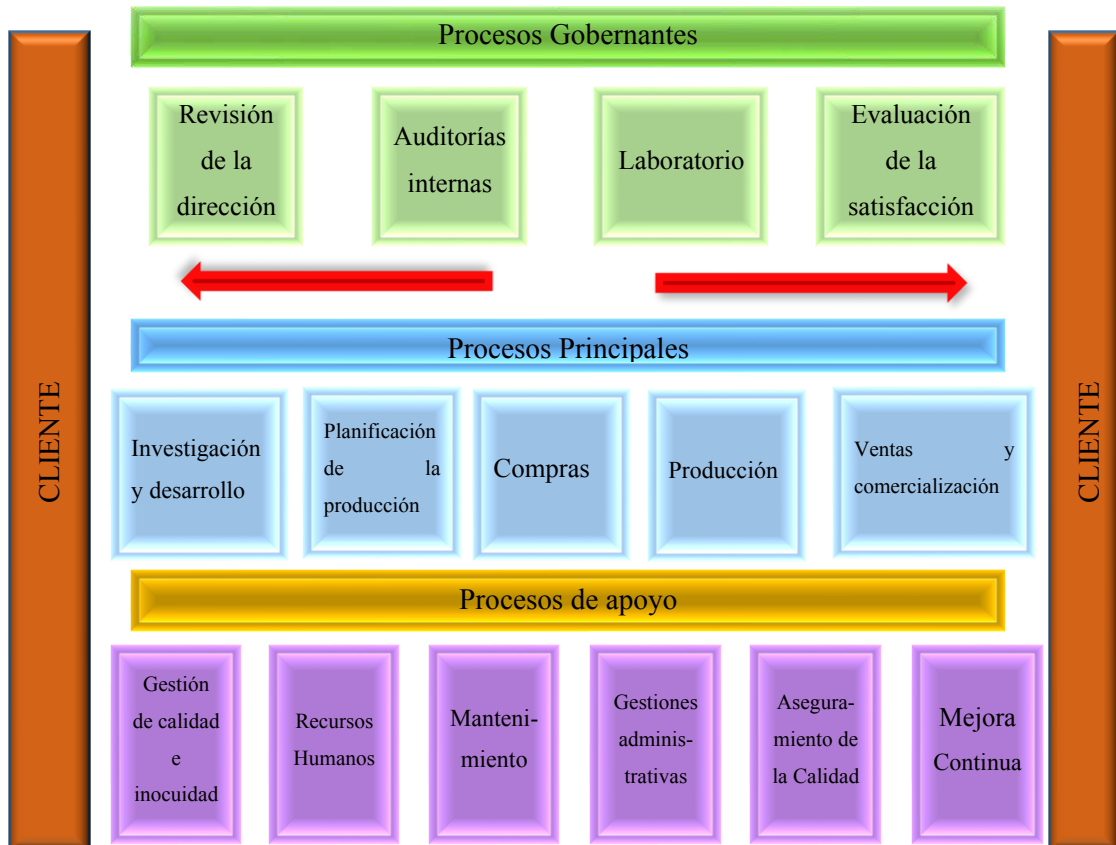 Procesos Gobernantes
CLIENTE
Revisión
de la
dirección
Auditorías
internas
Laboratorio
Evaluación
de la
satisfacción
CLIENTE
Procesos Principales
Investigación
y desarrollo
Planificación
de la
producción
Compras
Producción
Ventas y
comercialización
Procesos de apoyo
Gestión
de calidad
e
inocuidad
Recursos
Humanos
Manteni-
miento
Gestiones
adminis-
trativas
Asegura-
miento de
la Calidad
Mejora
Continua